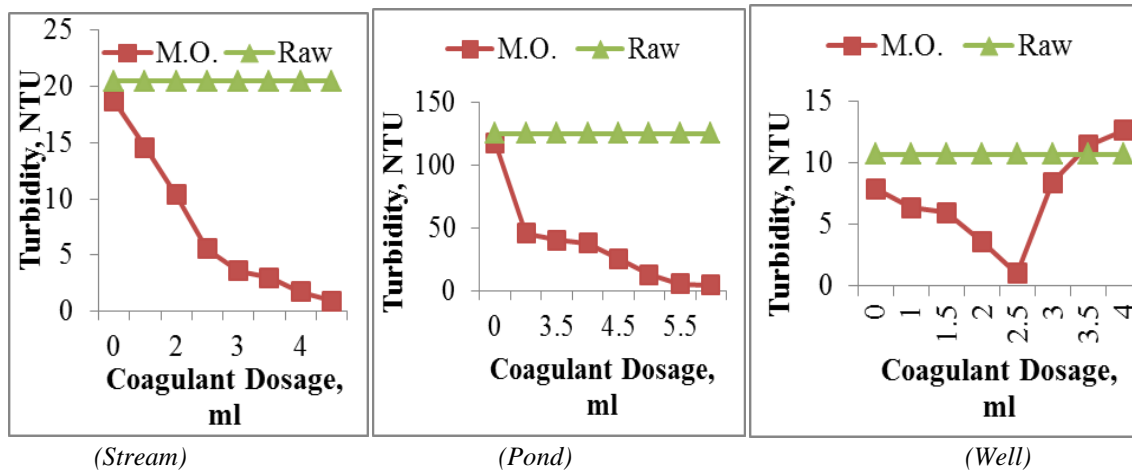 M.O. Raw
25
20
15
10
5
0
Turbidity, NTU
0 2 3 4
Coagulant Dosage,
ml
(Stream)
M.O. Raw
150
100
50
0
Turbidity, NTU
0 3.5 4.5 5.5
Coagulant Dosage,
ml
(Pond)
M.O. Raw
15
10
5
0
Turbidity, NTU
0 1 1.5 2 2.5 3 3.5 4
Coagulant Dosage,
ml
(Well)